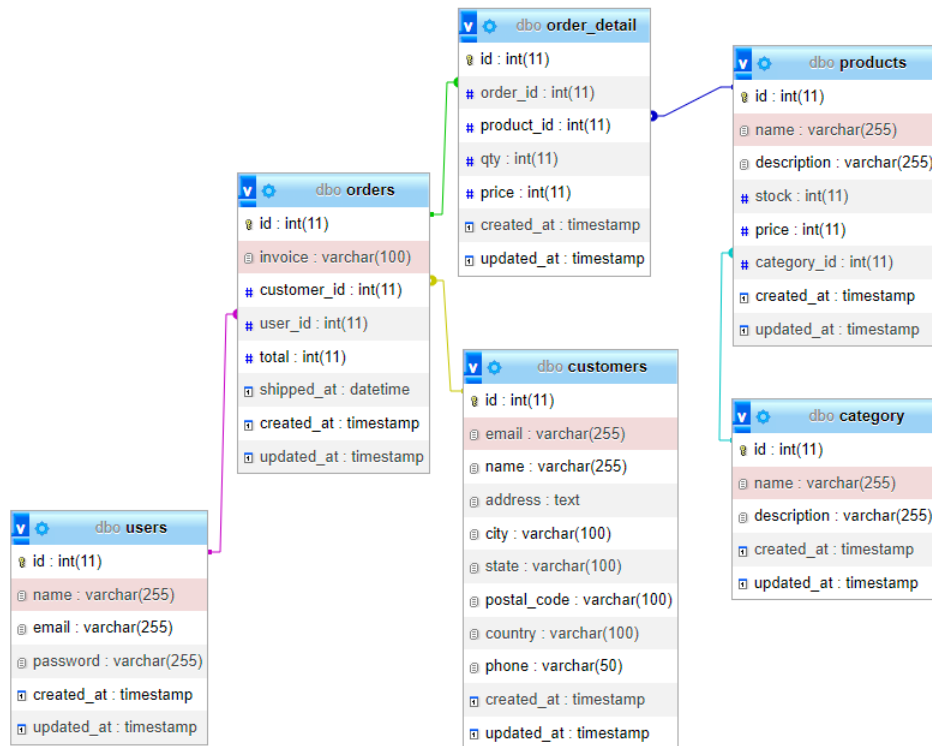 dbo order_detail
id : int(11)
order_id : int(11)
product_id : int(11)
qty : int(11)
price : int(11)
created_at : timestamp
updated_at : timestamp
dbo products
id : int(11)
name : varchar(255)
description : varchar(255)
stock : int(11)
price : int(11)
category_id : int(11)
created_at : timestamp
updated_at : timestamp
dbo orders
id : int(11)
invoice : varchar(100)
customer_id : int(11)
user_id : int(11)
total : int(11)
shipped_at : datetime
created_at : timestamp
updated_at : timestamp
dbo customers
id : int(11)
email : varchar(255)
name : varchar(255)
address : text
city : varchar(100)
state : varchar(100)
postal_code : varchar(100)
country : varchar(100)
phone : varchar(50)
created_at : timestamp
updated_at : timestamp
dbo category
id : int(11)
name : varchar(255)
description : varchar(255)
created_at : timestamp
updated_at : timestamp
dbo users
id : int(11)
name : varchar(255)
email : varchar(255)
password : varchar(255)
created_at : timestamp
updated_at : timestamp